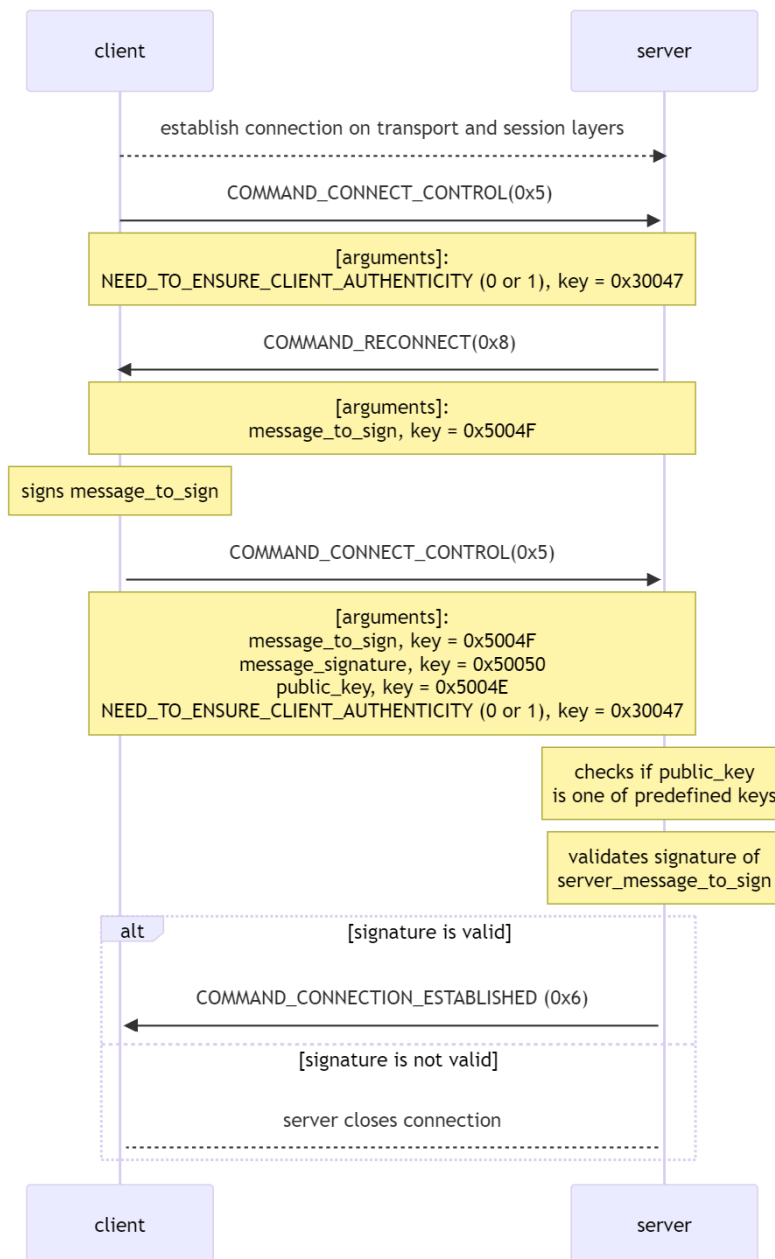 client
server
establish connection on transport and session layers
COMMAND_CONNECT_CONTROL(0x5)
[arguments]:
NEED_TO_ENSURE_CLIENT_AUTHENTICITY (0 or 1), key = 0x30047
COMMAND_RECONNECT(0x8)
[arguments]:
message_to_sign, key = 0x5004F
signs message_to_sign
COMMAND_CONNECT_CONTROL(0x5)
[arguments]:
message_to_sign, key = 0x5004F
message_signature, key = 0x50050
public_key, key = 0x5004E
NEED_TO_ENSURE_CLIENT_AUTHENTICITY (0 or 1), key = 0x30047
checks if public_key
is one of predefined keys
validates signature of
server_message_to_sign
alt
[signature is valid]
COMMAND_CONNECTION_ESTABLISHED (0x6)
[signature is not valid]
server closes connection
client
server